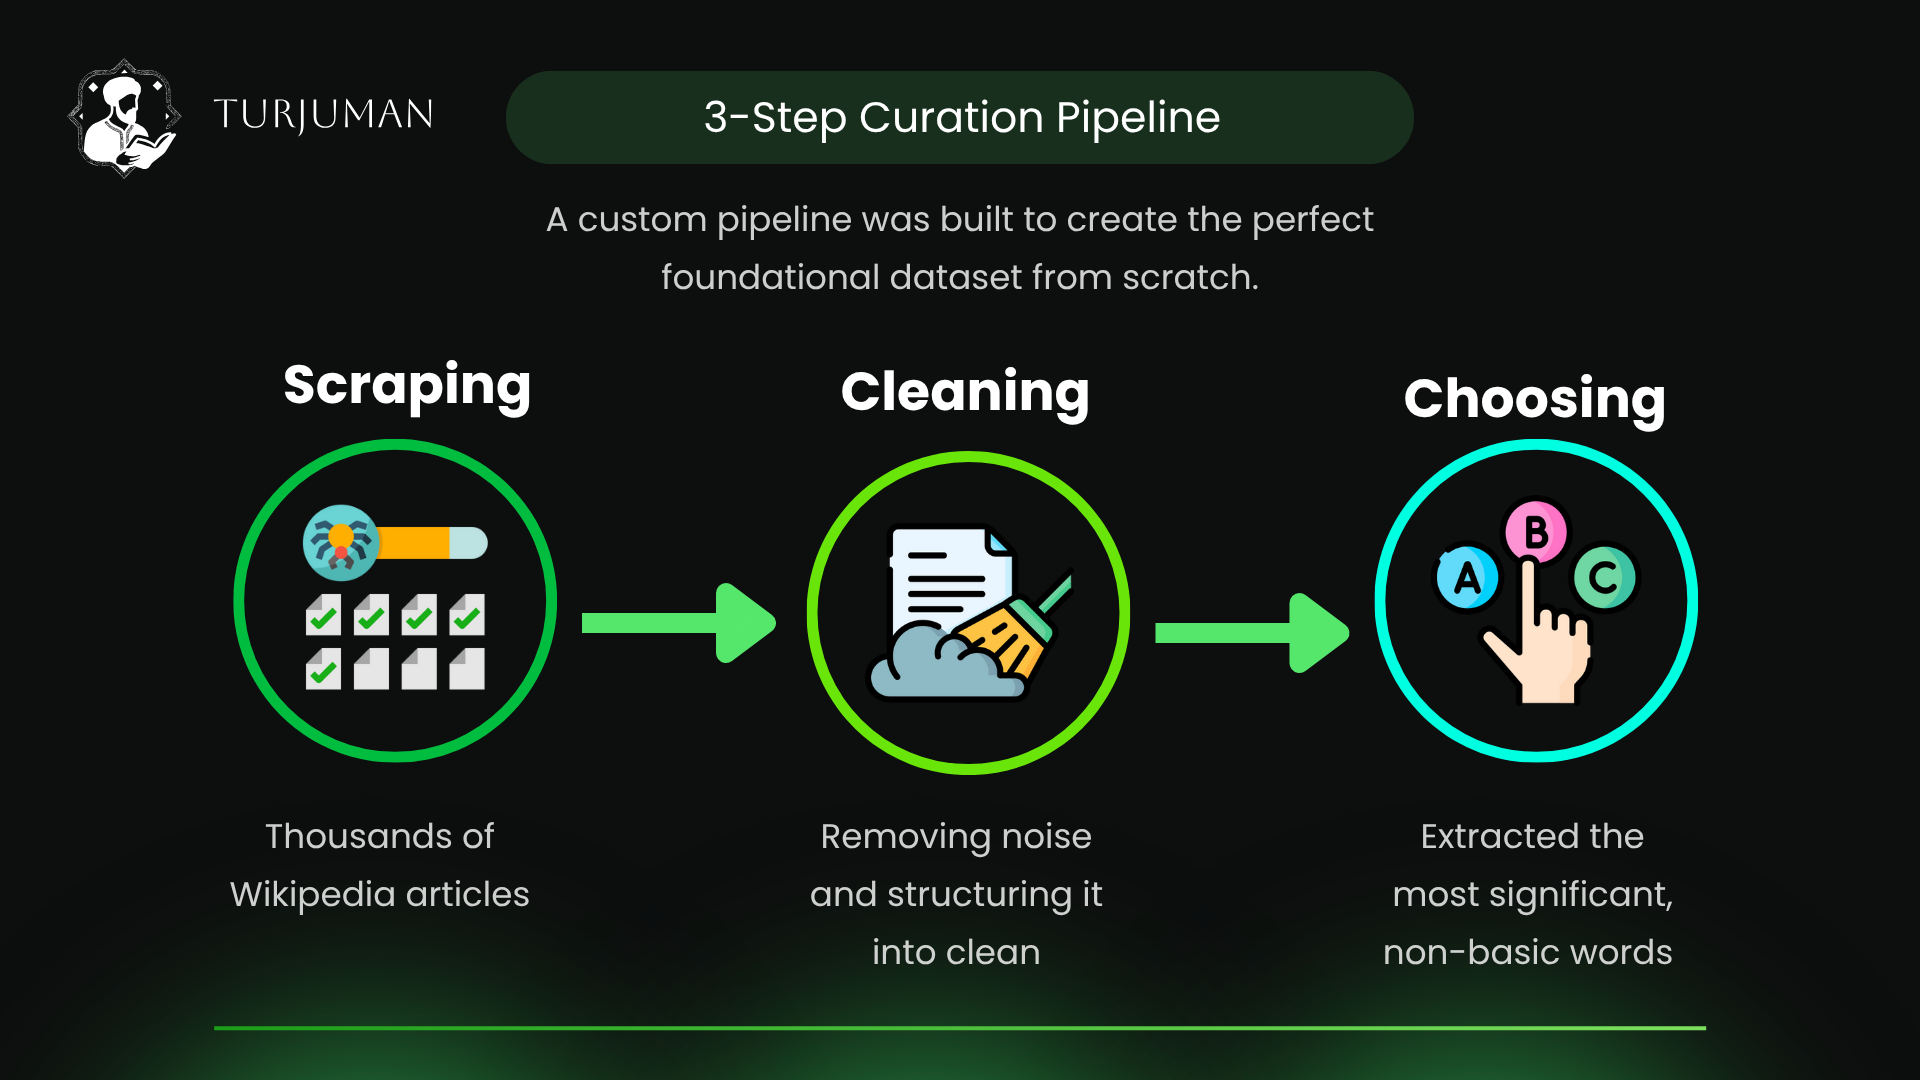 TURJUMAN
3-Step Curation Pipeline
A custom pipeline was built to create the perfect
foundational dataset from scratch.
Scraping
Cleaning
Choosing
A
B
C
Thousands of
Wikipedia articles
Removing noise
and structuring it
into clean
Extracted the
most significant,
non-basic words